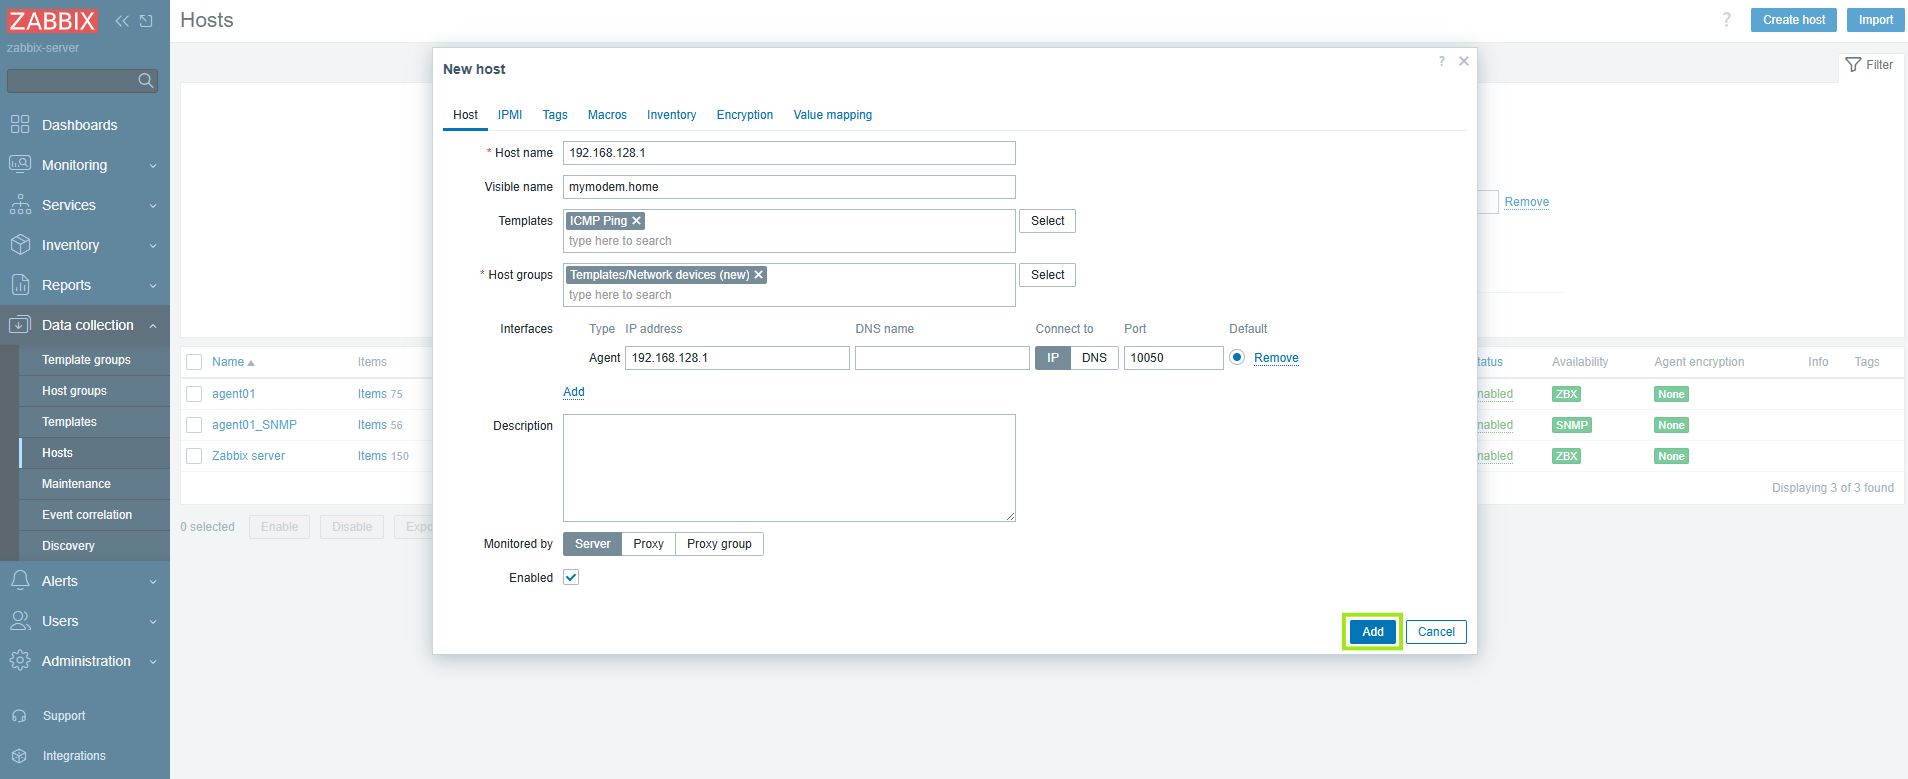 ZABBIX
zabbix-server
Dashboards
Monitoring
Services
Inventory
Reports
Data collection
Template groups
Host groups
Templates
Hosts
Maintenance
Event correlation
Discovery
Alerts
Users
Administration
Support
Integrations
Hosts
? Create host Import
Filter
Remove
New host
?
Host IPMI Tags Macros Inventory Encryption Value mapping
* Host name 192.168.128.1
Visible name mymodem.home
Templates ICMP Ping Select
type here to search
* Host groups Templates/Network devices (new) Select
type here to search
Interfaces Type IP address DNS name Connect to Port Default
Agent 192.168.128.1 IP DNS 10050 Remove
Add
Description
Monitored by Server Proxy Proxy group
Enabled
Add Cancel
Name Items tatus Availability Agent encryption Info Tags
agent01 Items 75 nabled ZBX None
agent01_SNMP Items 56 nabled SNMP None
Zabbix server Items 150 nabled ZBX None
Displaying 3 of 3 found
0 selected Enable Disable Expo